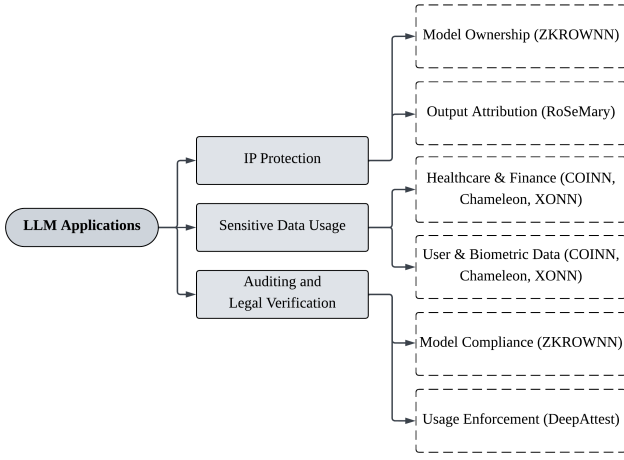 LLM Applications
IP Protection
Sensitive Data Usage
Auditing and
Legal Verification
Model Ownership (ZKROWNN)
Output Attribution (RoSeMary)
Healthcare & Finance (COINN,
Chameleon, XONN)
User & Biometric Data (COINN,
Chameleon, XONN)
Model Compliance (ZKROWNN)
Usage Enforcement (DeepAttest)